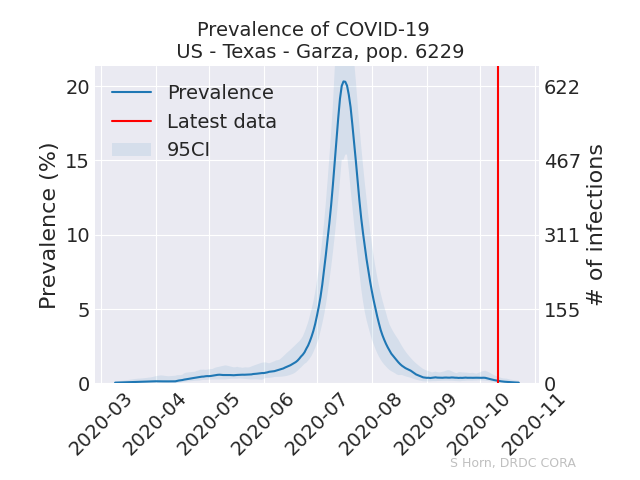 Prevalence of COVID-19
US - Texas - Garza, pop. 6229
Prevalence
Latest data
95CI
Prevalence (%)
20
15
10
5
0
# of infections
622
467
311
155
0
2020-03
2020-04
2020-05
2020-06
2020-07
2020-08
2020-09
2020-10
2020-11
S Horn, DRDC CORA